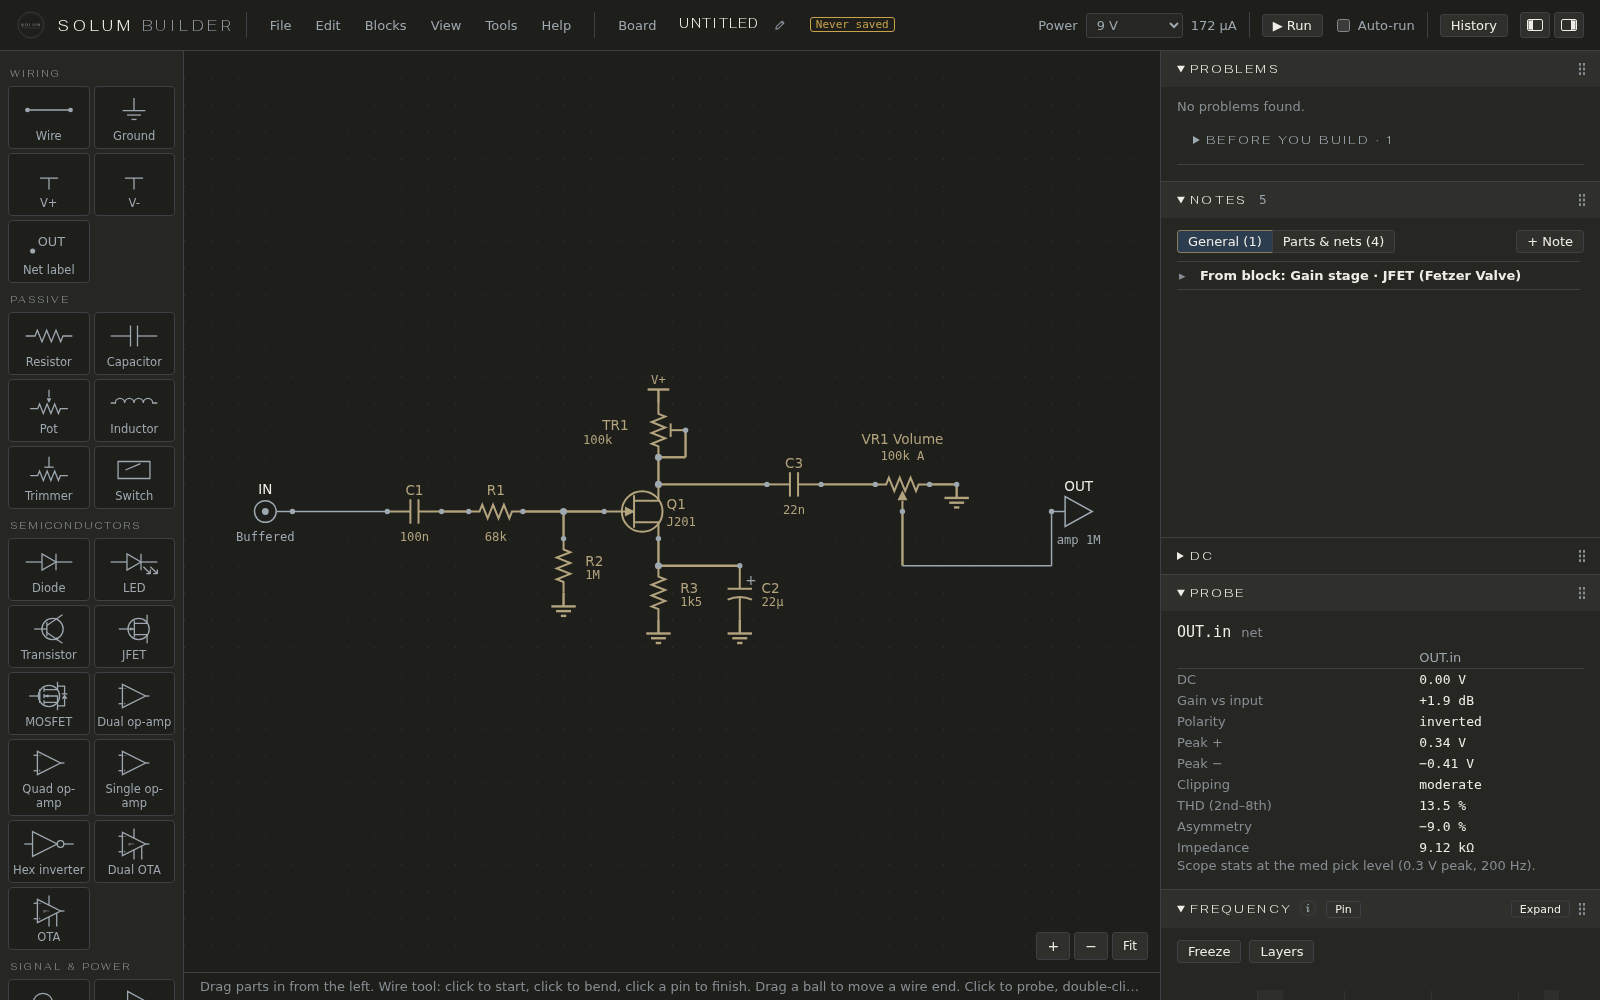 SOLUM BUILDER
File Edit Blocks View Tools Help
Board
UNTITLED
Never saved
Power 9 V 172 µA
▶ Run
Auto-run
History
WIRING
Wire
Ground
V+
V-
OUT
Net label
PASSIVE
Resistor
Capacitor
Pot
Inductor
Trimmer
Switch
SEMICONDUCTORS
Diode
LED
Transistor
JFET
MOSFET
Dual op-amp
Quad op-
amp
Single op-
amp
Hex inverter
Dual OTA
OTA
SIGNAL & POWER
V+
TR1
100k
VR1 Volume
100k A
C3
22n
IN
Buffered
C1
100n
R1
68k
Q1
J201
OUT
amp 1M
R2
1M
R3
1k5
+
C2
22µ
+
−
Fit
Drag parts in from the left. Wire tool: click to start, click to bend, click a pin to finish. Drag a ball to move a wire end. Click to probe, double-cli…
PROBLEMS
No problems found.
BEFORE YOU BUILD · 1
NOTES 5
General (1)
Parts & nets (4)
+ Note
From block: Gain stage · JFET (Fetzer Valve)
DC
PROBE
OUT.in net
OUT.in
DC 0.00 V
Gain vs input +1.9 dB
Polarity inverted
Peak + 0.34 V
Peak − −0.41 V
Clipping moderate
THD (2nd–8th) 13.5 %
Asymmetry −9.0 %
Impedance 9.12 kΩ
Scope stats at the med pick level (0.3 V peak, 200 Hz).
FREQUENCY
i
Pin
Expand
Freeze
Layers